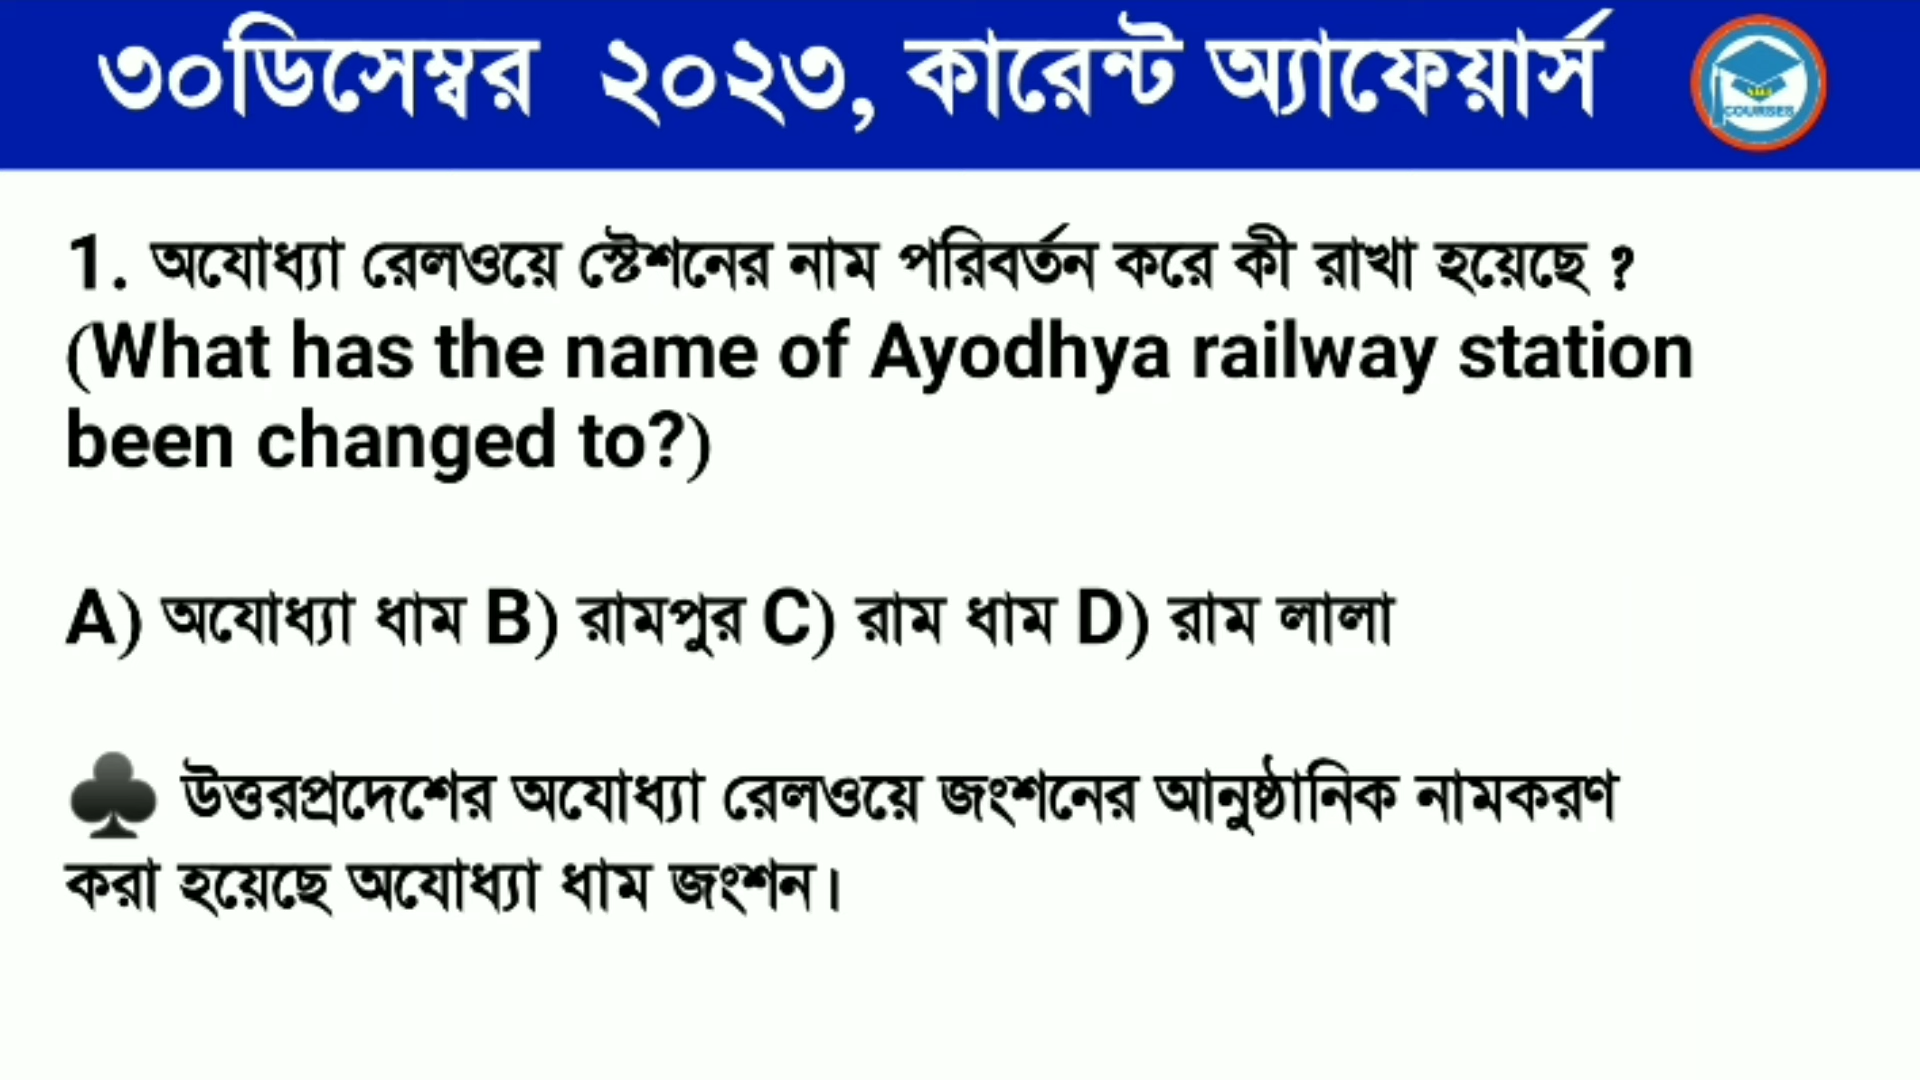 ৩০ডিসেম্বর ২০২৩, কারেন্ট অ্যাফেয়ার্স
COURSES
1. অযোধ্যা রেলওয়ে স্টেশনের নাম পরিবর্তন করে কী রাখা হয়েছে ?
(What has the name of Ayodhya railway station
been changed to?)
A) অযোধ্যা ধাম B) রামপুর C) রাম ধাম D) রাম লালা
♣ উত্তরপ্রদেশের অযোধ্যা রেলওয়ে জংশনের আনুষ্ঠানিক নামকরণ
করা হয়েছে অযোধ্যা ধাম জংশন।